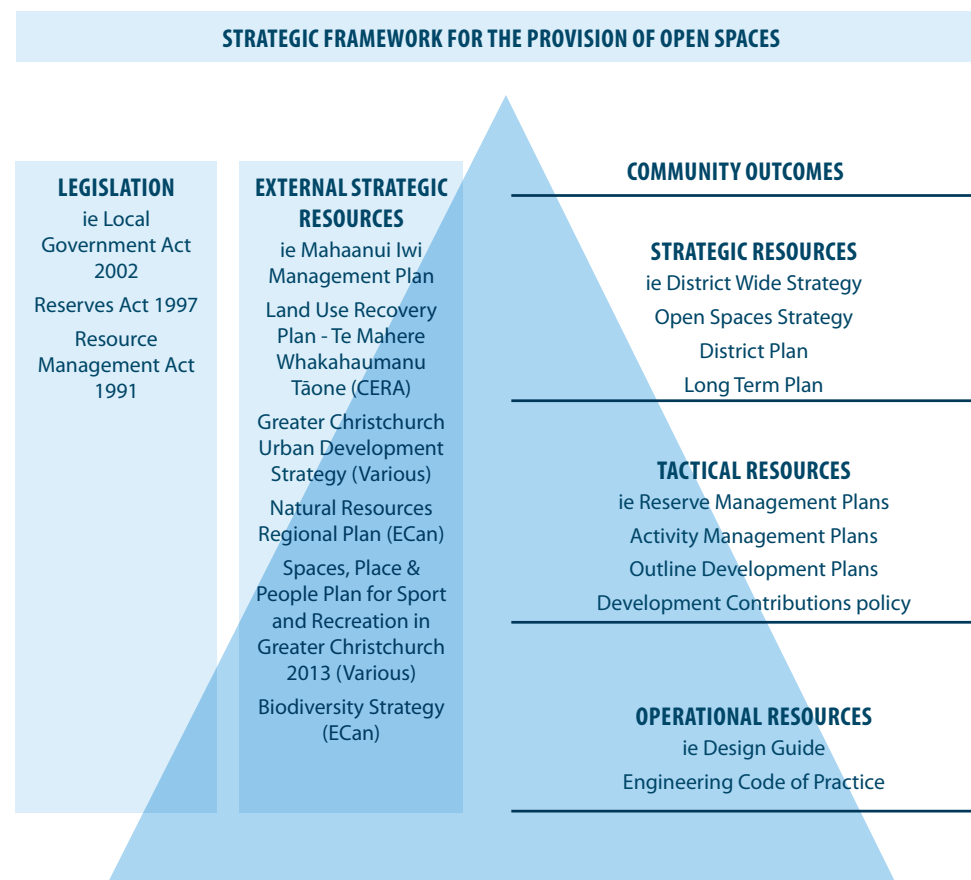 STRATEGIC FRAMEWORK FOR THE PROVISION OF OPEN SPACES
LEGISLATION
ie Local
Government Act
2002
Reserves Act 1997
Resource
Management Act
1991
EXTERNAL STRATEGIC
RESOURCES
ie Mahaanui Iwi
Management Plan
Land Use Recovery
Plan - Te Mahere
Whakahaumanu
Tāone (CERA)
Greater Christchurch
Urban Development
Strategy (Various)
Natural Resources
Regional Plan (ECan)
Spaces, Place &
People Plan for Sport
and Recreation in
Greater Christchurch
2013 (Various)
Biodiversity Strategy
(ECan)
COMMUNITY OUTCOMES
STRATEGIC RESOURCES
ie District Wide Strategy
Open Spaces Strategy
District Plan
Long Term Plan
TACTICAL RESOURCES
ie Reserve Management Plans
Activity Management Plans
Outline Development Plans
Development Contributions policy
OPERATIONAL RESOURCES
ie Design Guide
Engineering Code of Practice